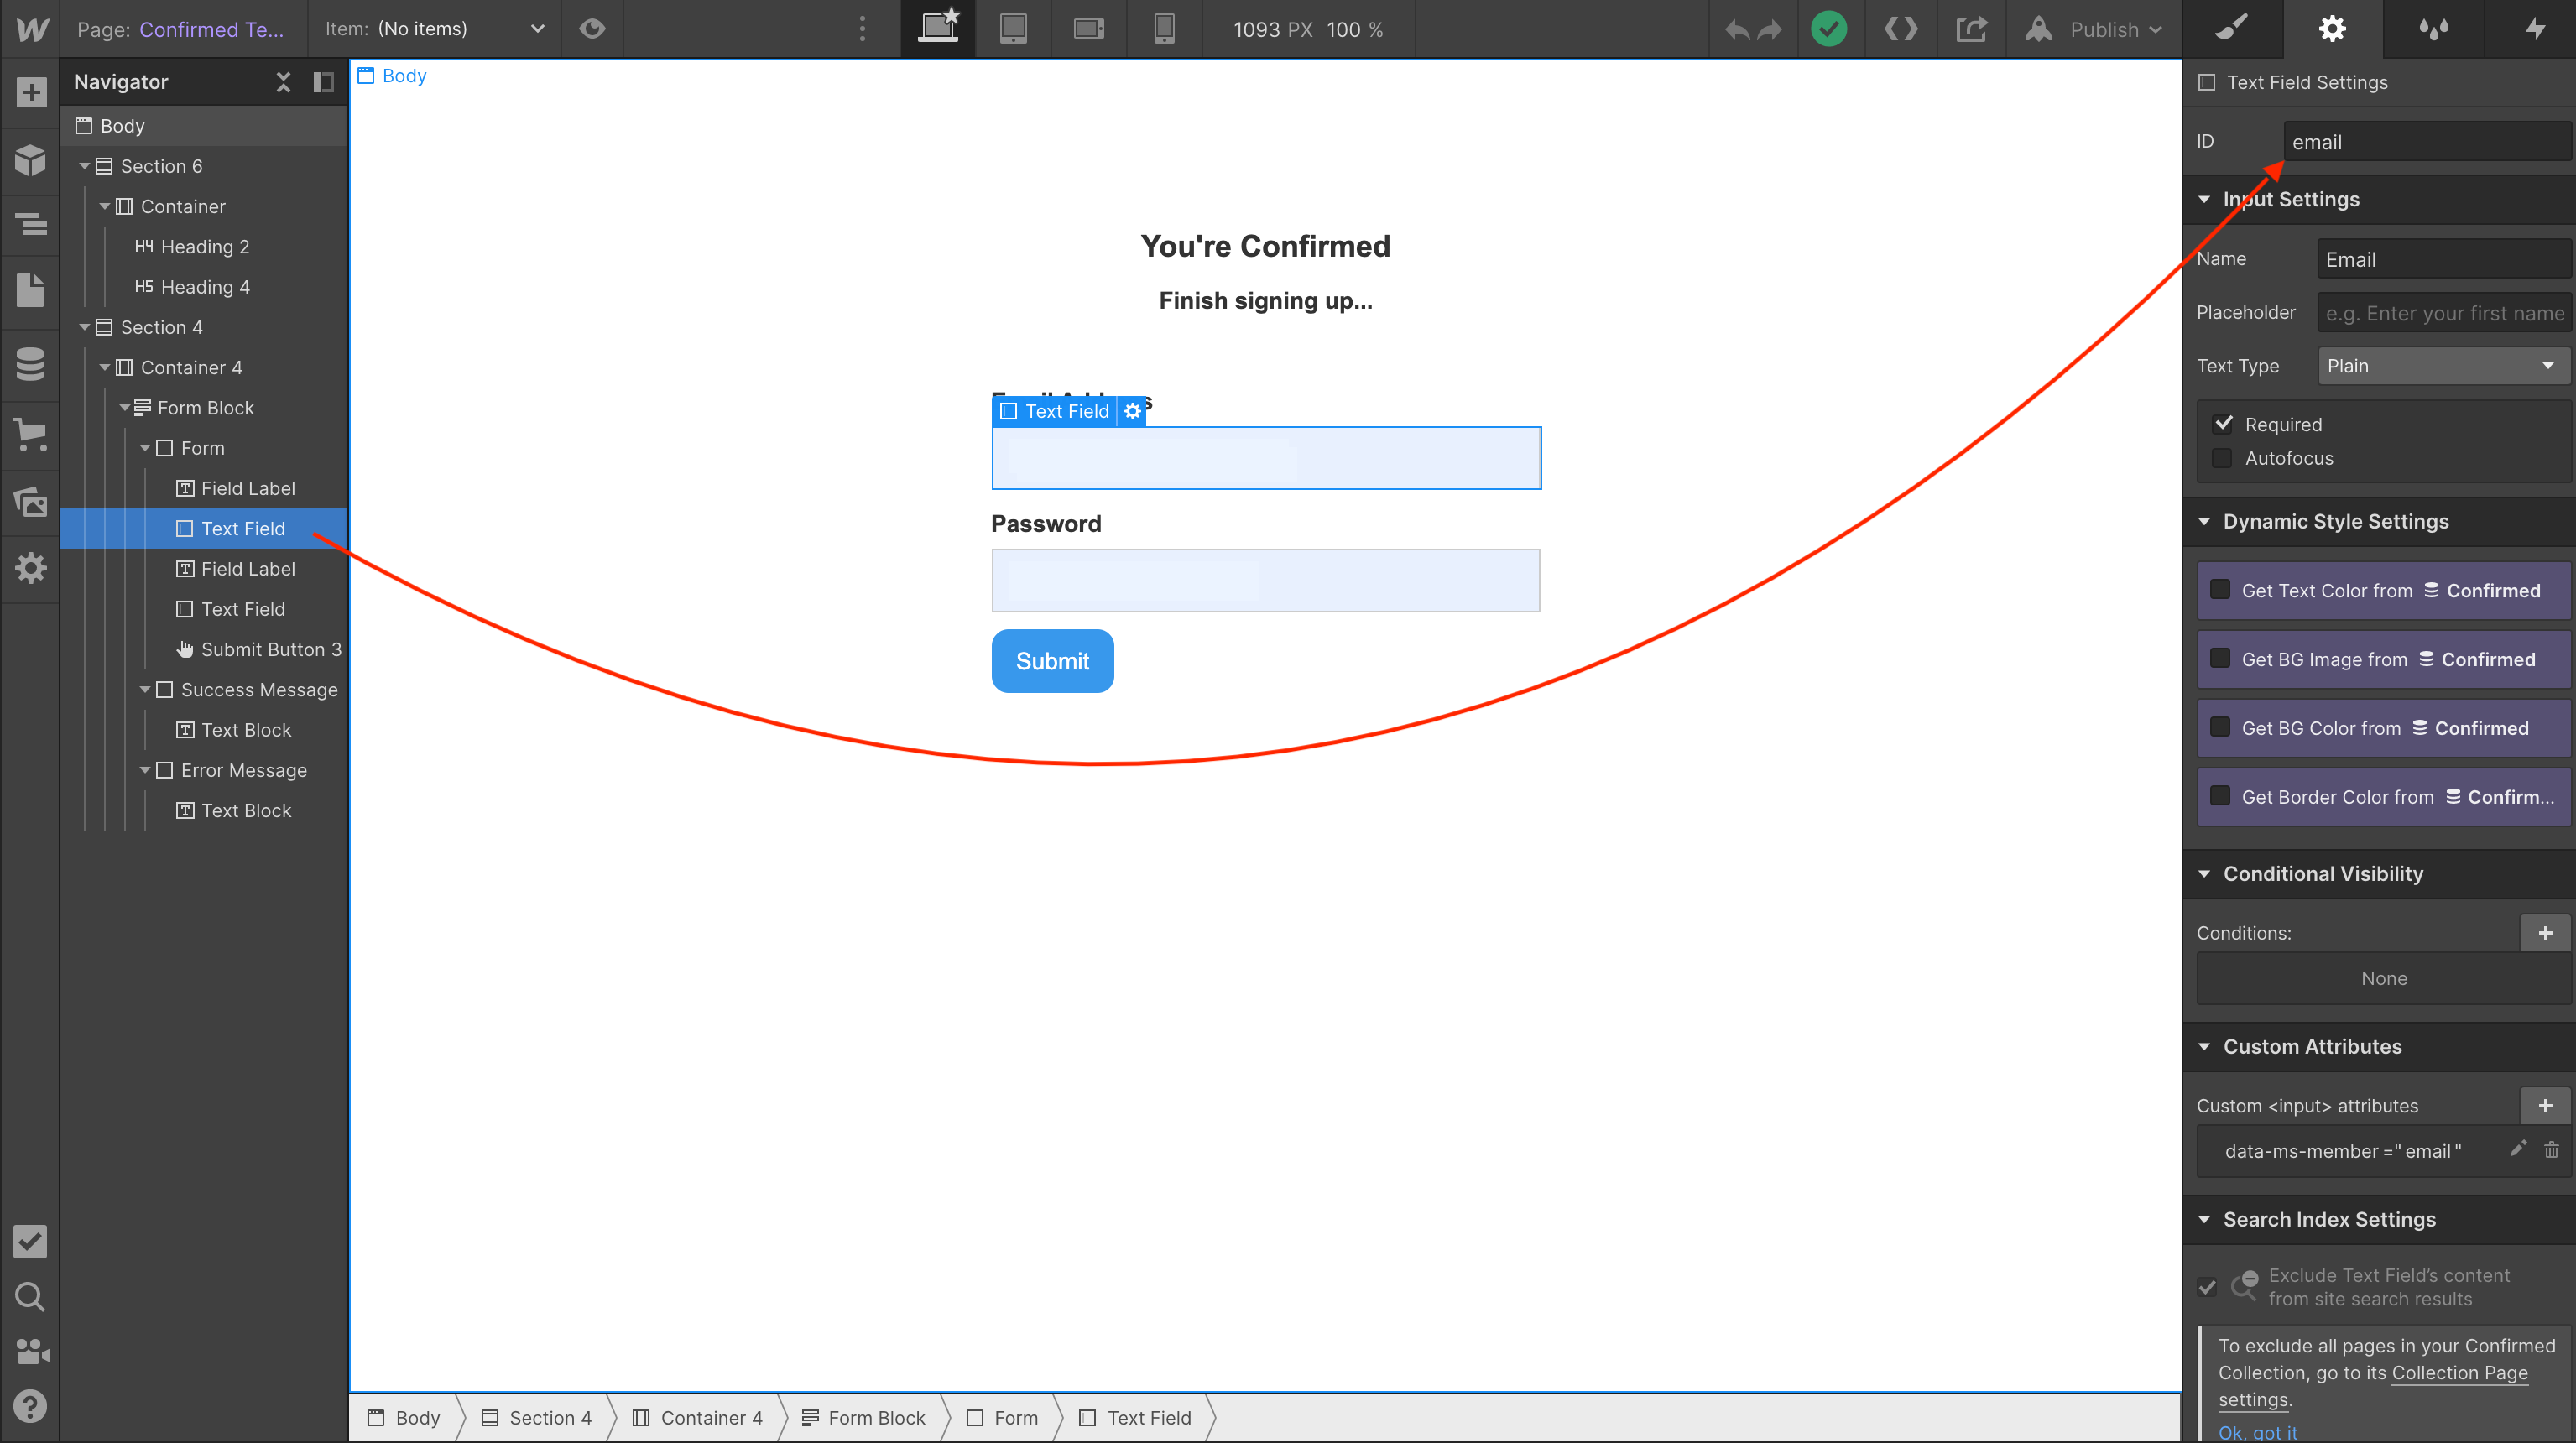 Page: Confirmed Te...
Item: (No items)
1093 PX 100 %
Publish
Navigator
Body
Section 6
Container
H4 Heading 2
H5 Heading 4
Section 4
Container 4
Form Block
Form
Field Label
Text Field
Field Label
Text Field
Submit Button 3
Success Message
Text Block
Error Message
Text Block
Body
You're Confirmed
Finish signing up...
Text Field
Password
Submit
Body
Section 4
Container 4
Form Block
Form
Text Field
Text Field Settings
ID email
Input Settings
Name Email
Placeholder e.g. Enter your first name
Text Type Plain
Required
Autofocus
Dynamic Style Settings
Get Text Color from Confirmed
Get BG Image from Confirmed
Get BG Color from Confirmed
Get Border Color from Confirm...
Conditional Visibility
Conditions:
None
Custom Attributes
Custom <input> attributes
data-ms-member ="email"
Search Index Settings
Exclude Text Field's content
from site search results
To exclude all pages in your Confirmed
Collection, go to its Collection Page
settings.
Ok, got it